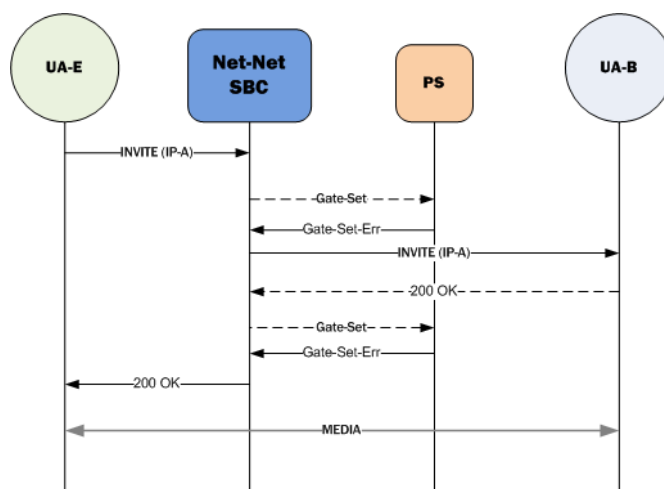 UA-E
Net-Net
SBC
PS
UA-B
INVITE (IP-A)
Gate-Set
Gate-Set-Err
INVITE (IP-A)
200 OK
Gate-Set
Gate-Set-Err
200 OK
MEDIA